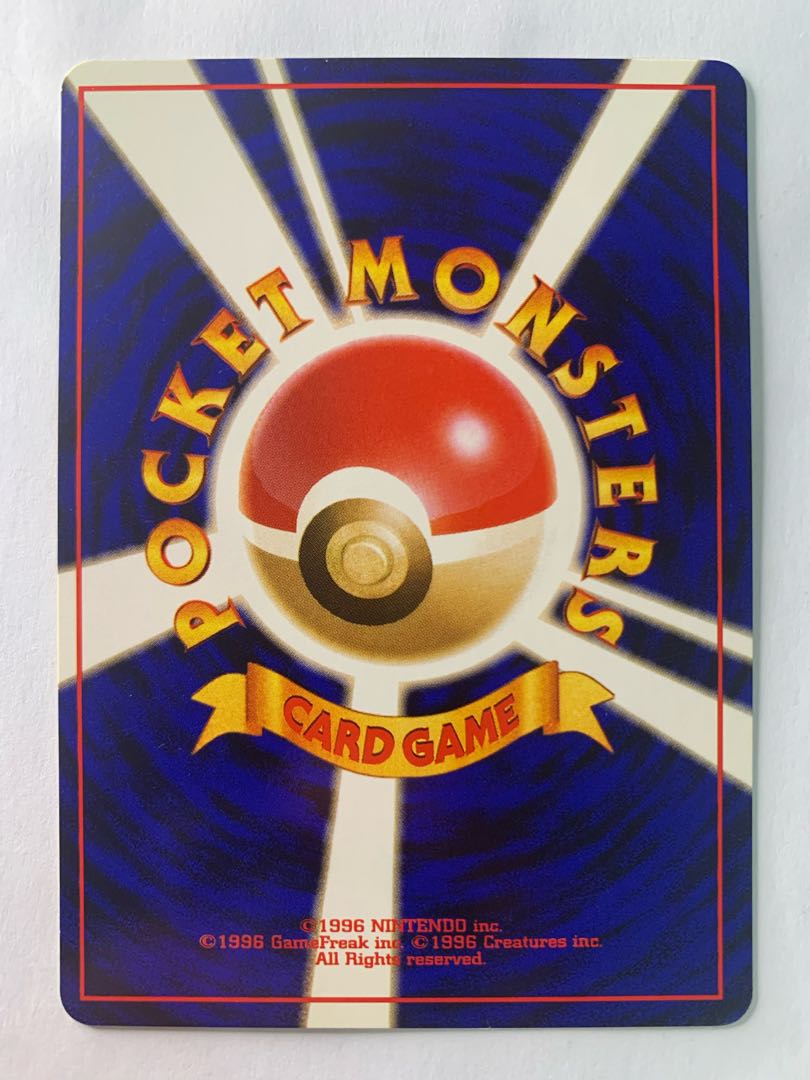 POCKET MONSTERS
CARD GAME
©1996 NINTENDO inc.
©1996 GameFreak inc. ©1996 Creatures inc.
All Rights reserved.